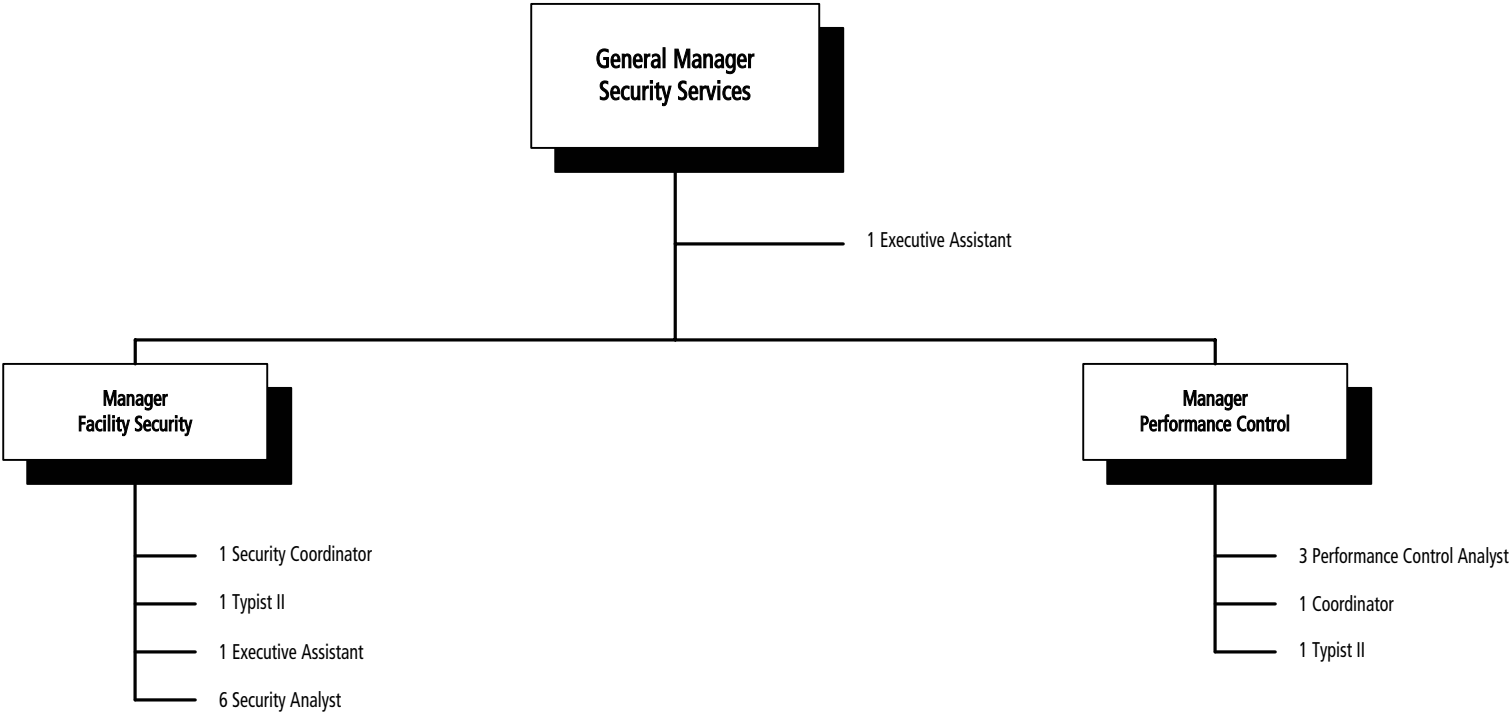 General Manager
Security Services
1 Executive Assistant
Manager
Facility Security
1 Security Coordinator
1 Typist II
1 Executive Assistant
6 Security Analyst
Manager
Performance Control
3 Performance Control Analyst
1 Coordinator
1 Typist II